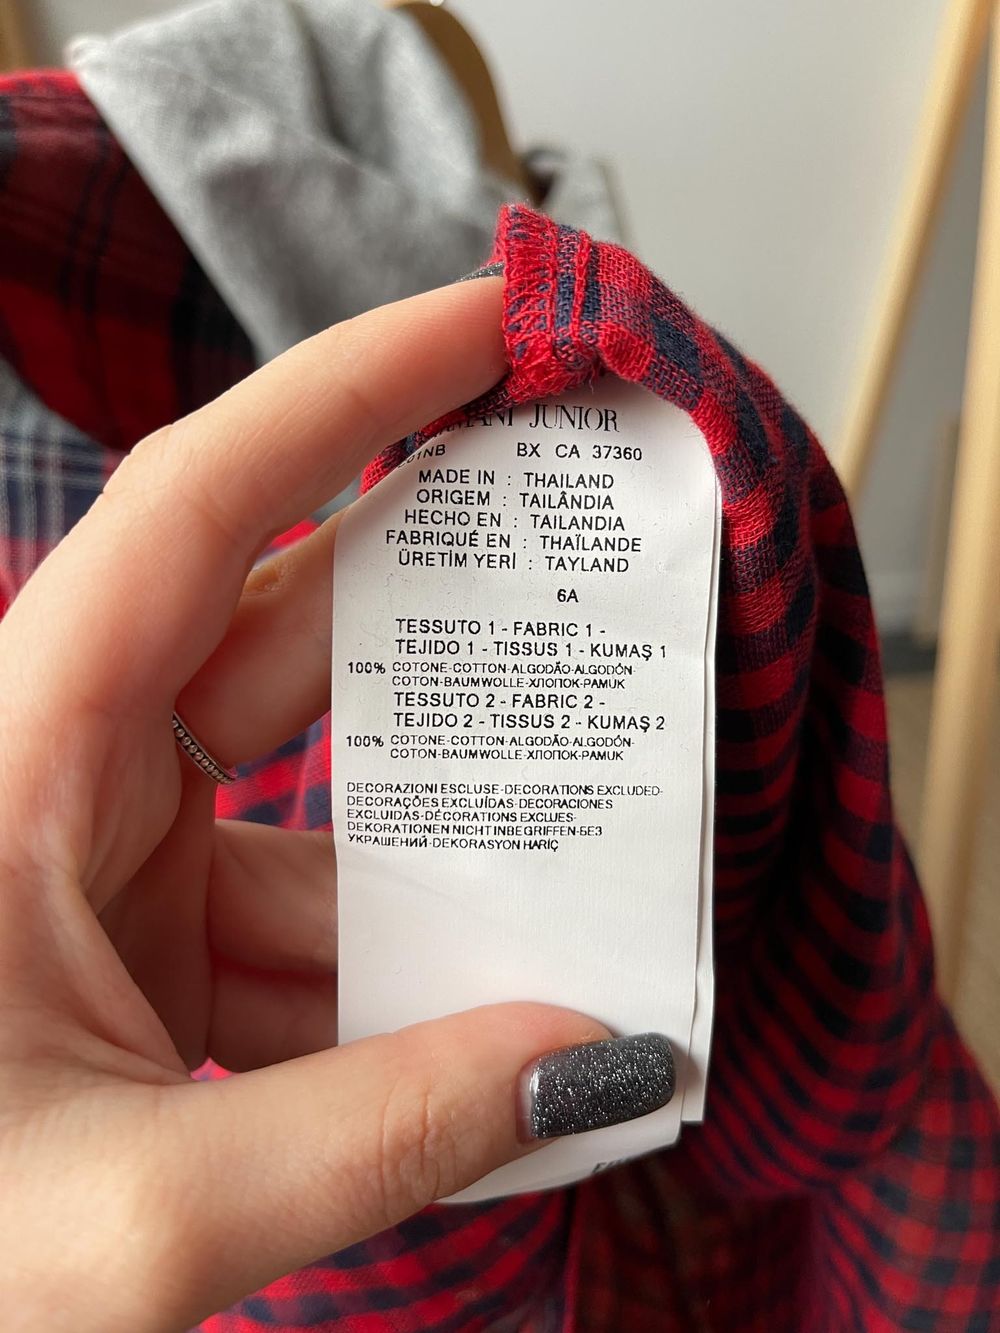 JUNIOR
BX CA 37360
MADE IN : THAILAND
ORIGEM : TAILÂNDIA
HECHO EN : TAILANDIA
FABRIQUÉ EN : THAÏLANDE
ÜRETİM YERİ : TAYLAND
6A
TESSUTO 1 - FABRIC 1 -
TEJIDO 1 - TISSUS 1 - KUMAŞ 1
100% COTONE-COTTON-ALGODÃO-ALGODÓN-
COTON-BAUMWOLLE-ХЛОПОК-PAMUK
TESSUTO 2 - FABRIC 2 -
TEJIDO 2 - TISSUS 2 - KUMAŞ 2
100% COTONE-COTTON-ALGODÃO-ALGODÓN-
COTON-BAUMWOLLE-ХЛОПОК-PAMUK
DECORAZIONI ESCLUSE-DECORATIONS EXCLUDED-
DECORAÇÕES EXCLUÍDAS-DECORACIONES
EXCLUIDAS-DÉCORATIONS EXCLUES-
DEKORATIONEN NICHT INBEGRIFFEN-БЕЗ
УКРАШЕНИЙ-DEKORASYON HARİÇ